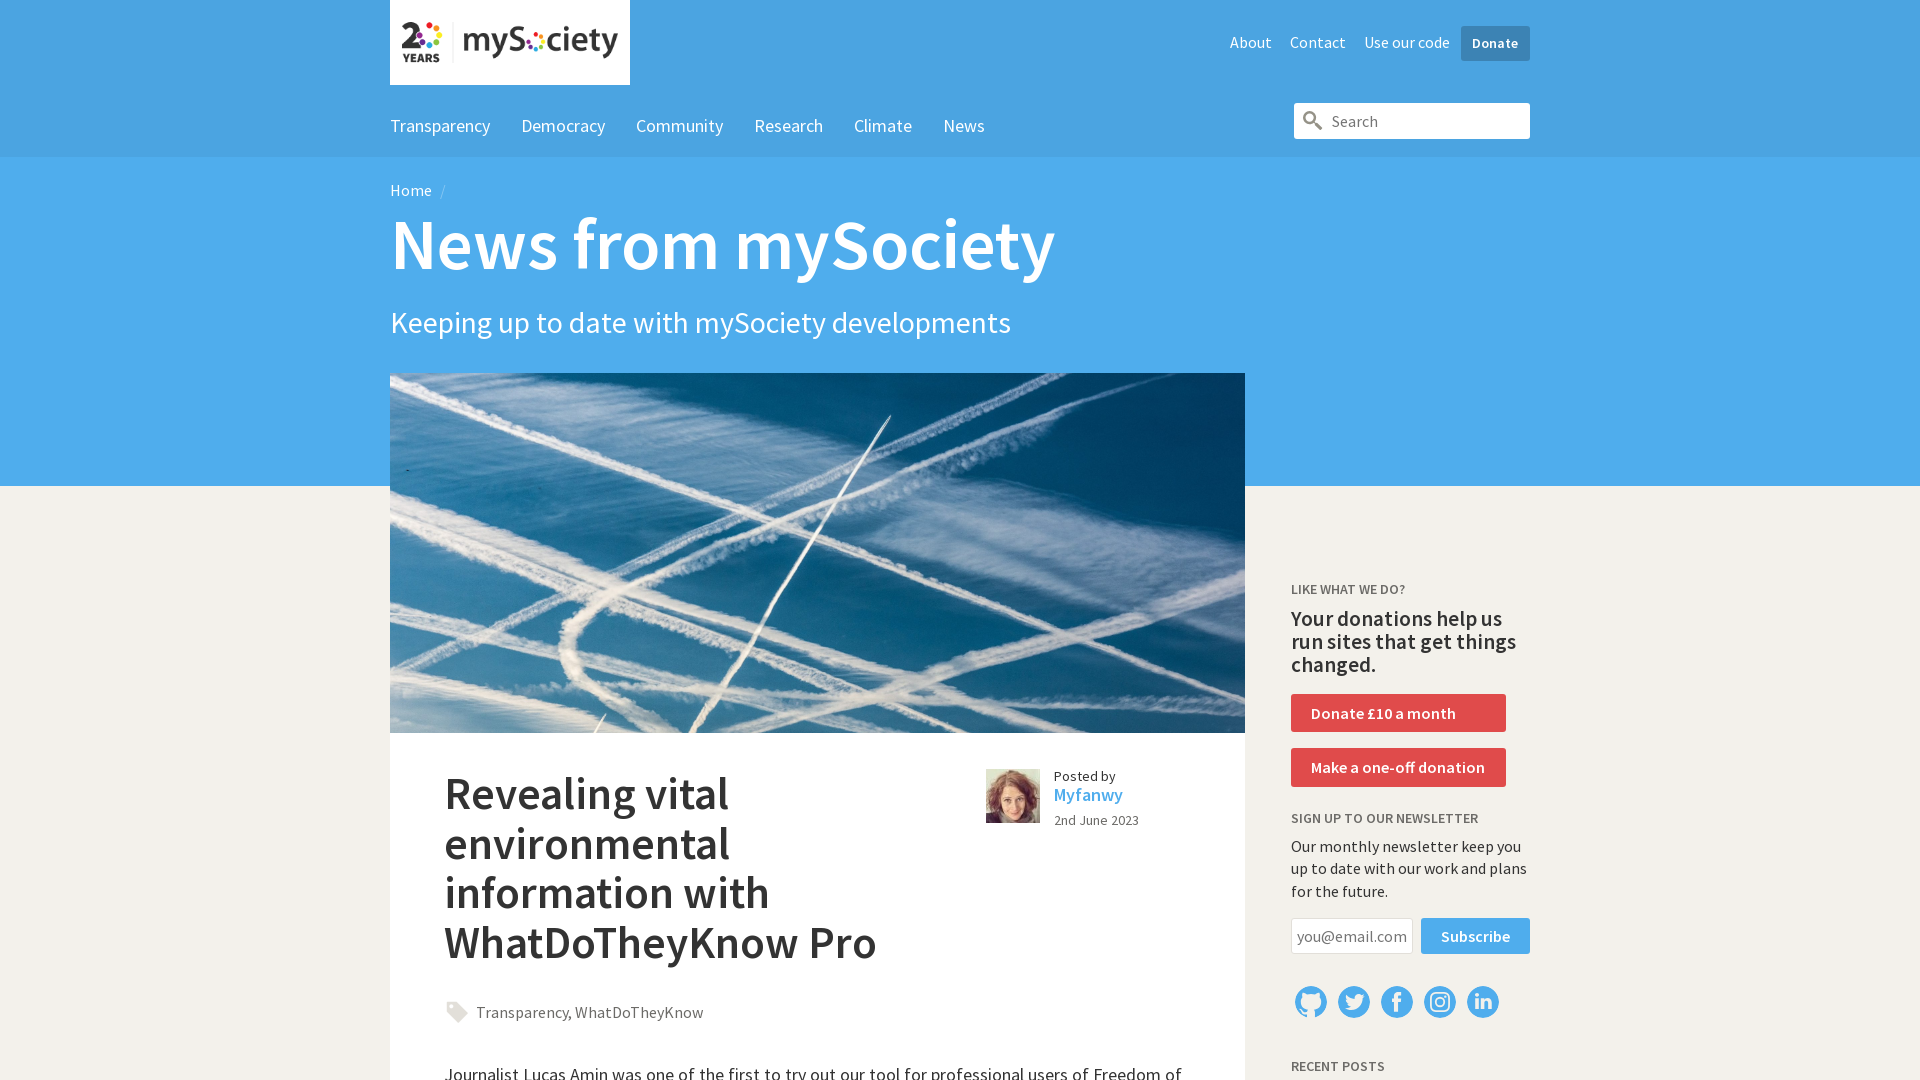 20 YEARS mySociety
About Contact Use our code Donate
Transparency Democracy Community Research Climate News
Search
Home /
News from mySociety
Keeping up to date with mySociety developments
Revealing vital
environmental
information with
WhatDoTheyKnow Pro
Posted by
Myfanwy
2nd June 2023
Transparency, WhatDoTheyKnow
Journalist Lucas Amin was one of the first to try out our tool for professional users of Freedom of
LIKE WHAT WE DO?
Your donations help us
run sites that get things
changed.
Donate £10 a month
Make a one-off donation
SIGN UP TO OUR NEWSLETTER
Our monthly newsletter keep you
up to date with our work and plans
for the future.
you@email.com Subscribe
RECENT POSTS